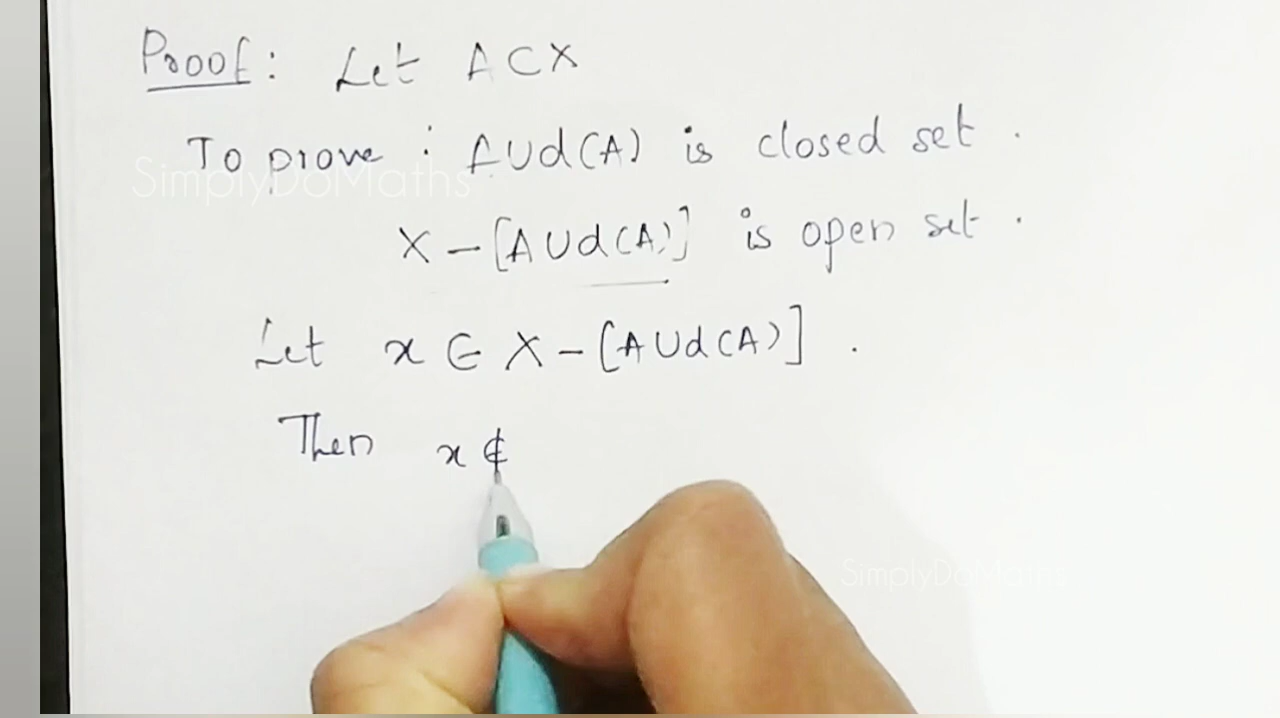 Proof: Let A⊂X
To prove : A∪d(A) is closed set .
SimplyDoMaths
X – [A∪d(A)] is open set .
Let x ∈ X – [A∪d(A)] .
Then x ∉
SimplyDoMaths